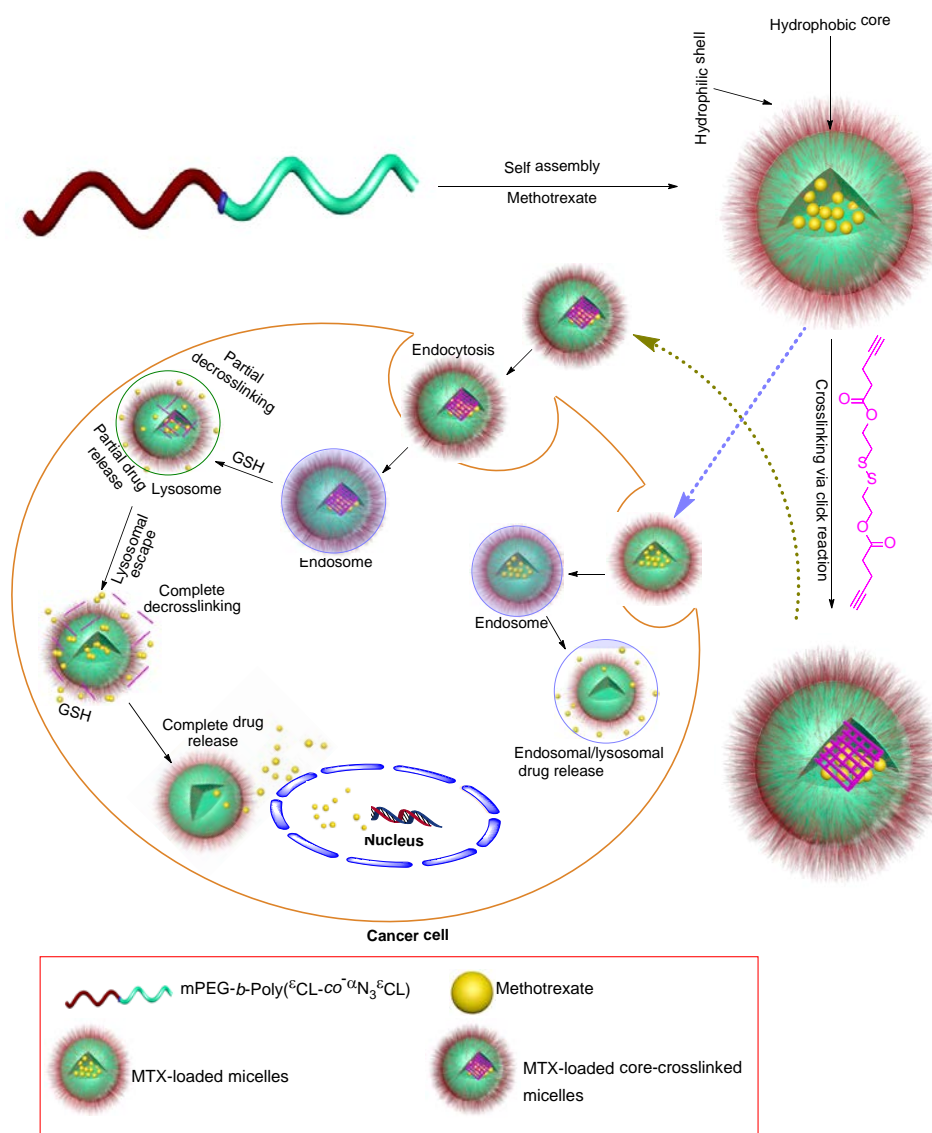 Hydrophobic core
Hydrophilic shell
Self assembly
Methotrexate
Crosslinking via click reaction
O
O
S
S
O
O
Endocytosis
Partial
decrosslinking
GSH
Partial drug
release
Lysosome
Endosome
Lysosomal
escape
Complete
decrosslinking
GSH
Endosome
Endosomal/lysosomal
drug release
Complete drug
release
Nucleus
Cancer cell
mPEG-b-Poly(εCL-co-αN3εCL)
Methotrexate
MTX-loaded micelles
MTX-loaded core-crosslinked
micelles